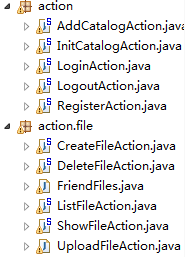 action
AddCatalogAction.java
InitCatalogAction.java
LoginAction.java
LogoutAction.java
RegisterAction.java
action.file
CreateFileAction.java
DeleteFileAction.java
FriendFiles.java
ListFileAction.java
ShowFileAction.java
UploadFileAction.java